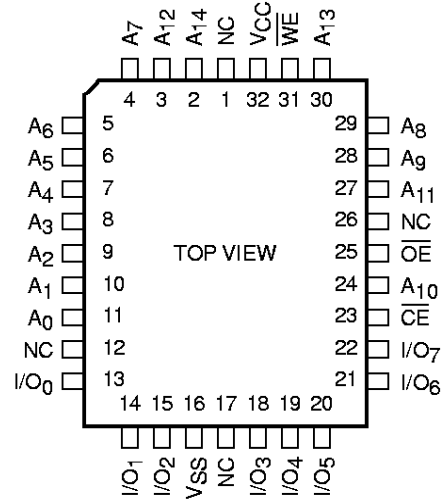 A7 A12 A14 NC VCC W̅E̅ A13
4 3 2 1 32 31 30
A6 5 29 A8
A5 6 28 A9
A4 7 27 A11
A3 8 26 NC
A2 9 TOP VIEW 25 O̅E̅
A1 10 24 A10
A0 11 23 C̅E̅
NC 12 22 I/O7
I/O0 13 21 I/O6
14 15 16 17 18 19 20
I/O1 I/O2 VSS NC I/O3 I/O4 I/O5